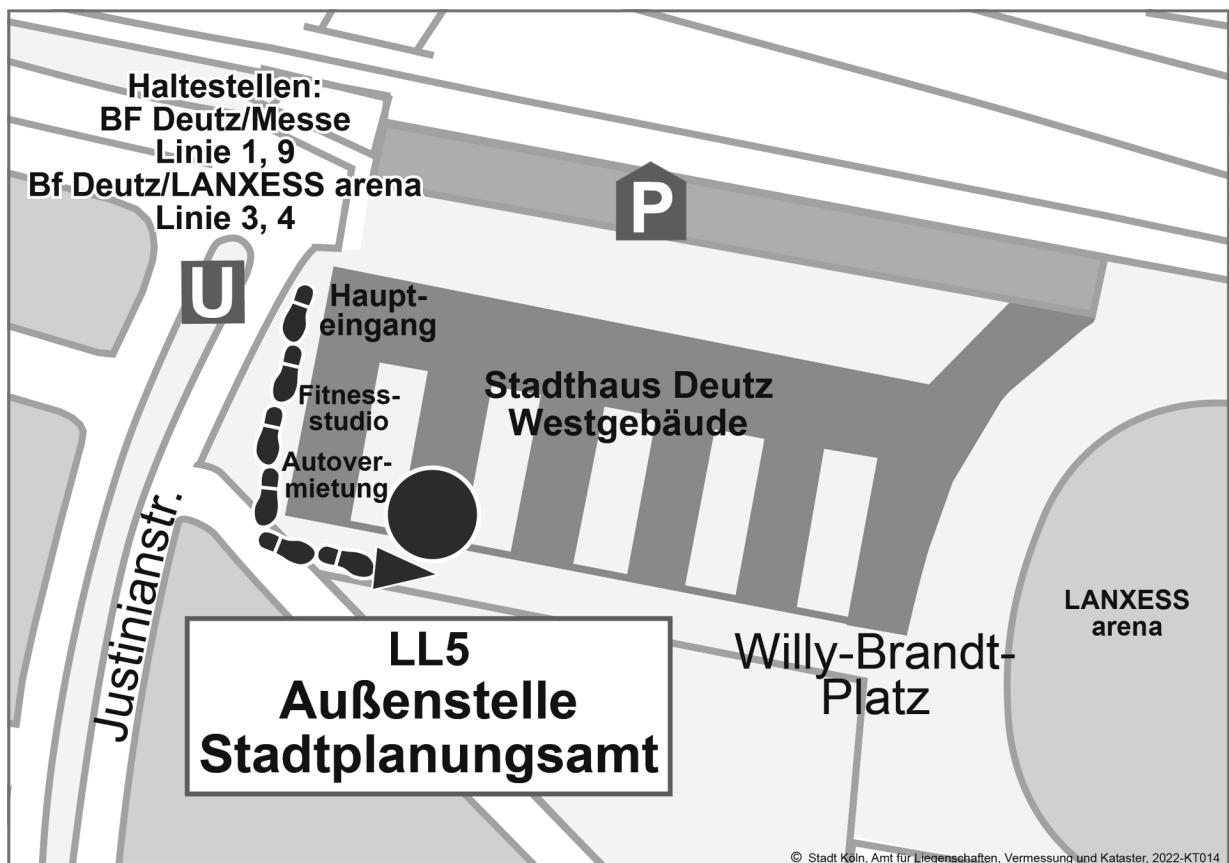 Haltestellen:
BF Deutz/Messe
Linie 1, 9
Bf Deutz/LANXESS arena
Linie 3, 4
P
U
Haupt-
eingang
Fitness-
studio
Autover-
mietung
Stadthaus Deutz
Westgebäude
Justinianstr.
LL5
Außenstelle
Stadtplanungsamt
Willy-Brandt-
Platz
LANXESS
arena
© Stadt Köln, Amt für Liegenschaften, Vermessung und Kataster, 2022-KT014